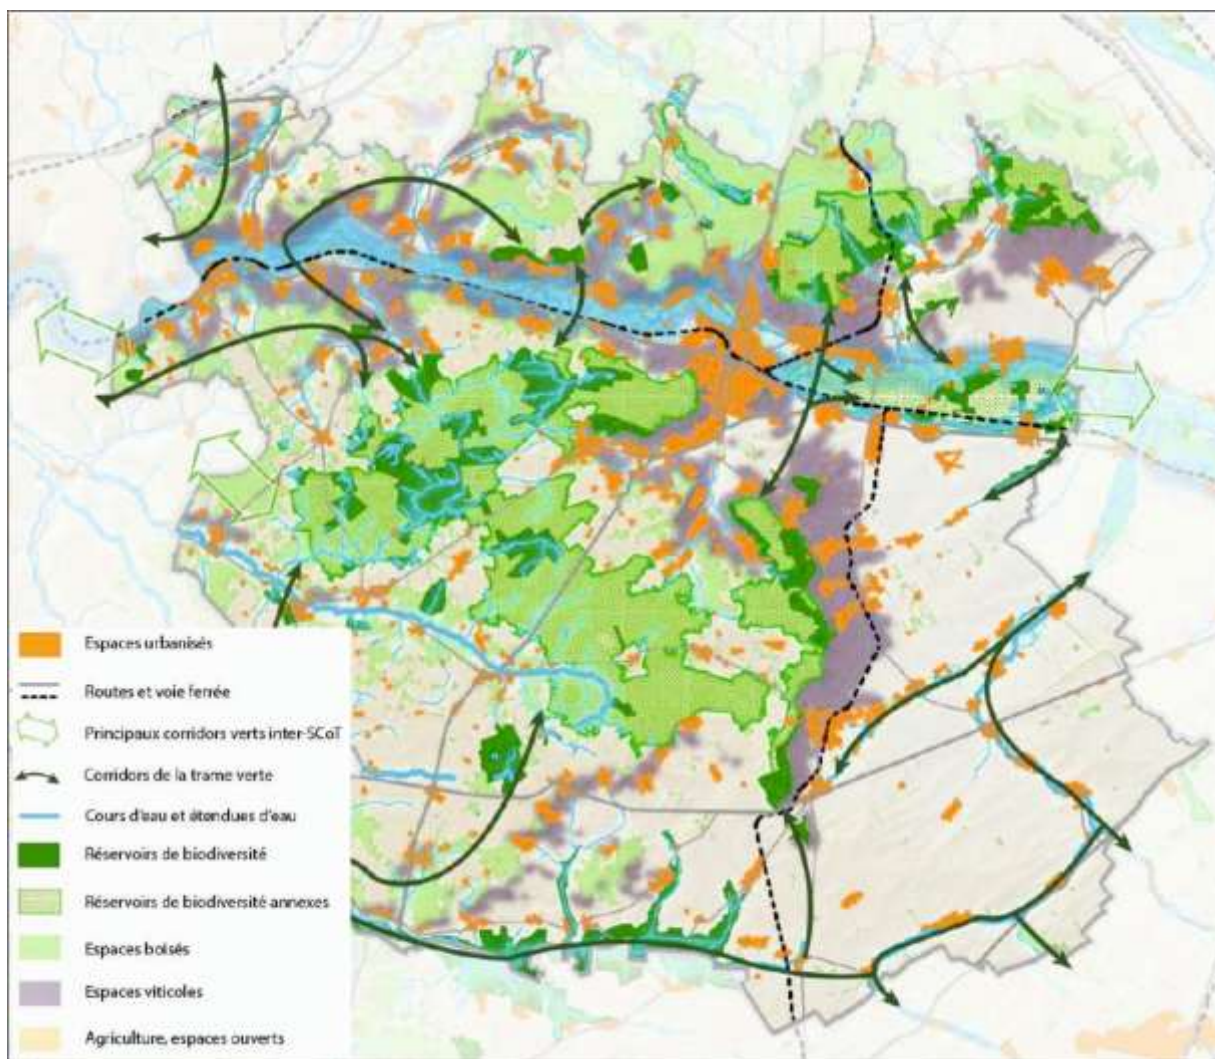 Espaces urbanisés
Routes et voie ferrée
Principaux corridors verts inter-SCoT
Corridors de la trame verte
Cours d'eau et étendues d'eau
Réservoirs de biodiversité
Réservoirs de biodiversité annexes
Espaces boisés
Espaces viticoles
Agriculture, espaces ouverts